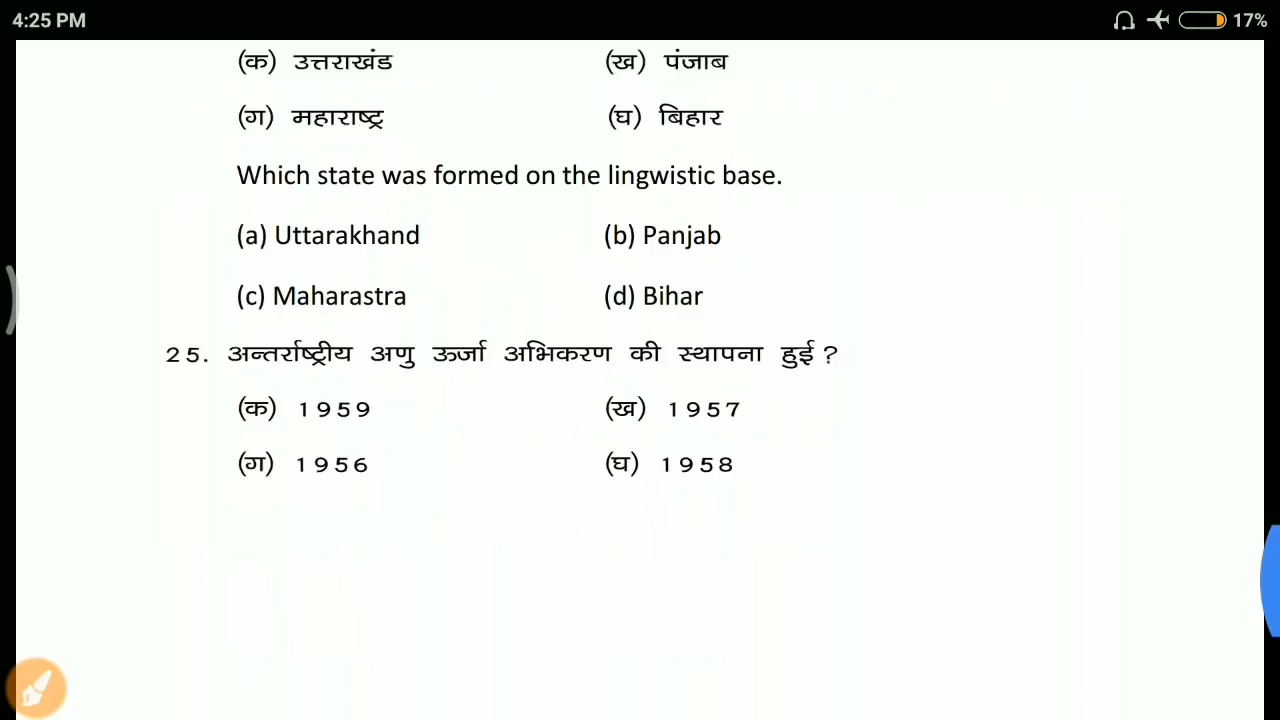 4:25 PM 17%
(क) उत्तराखंड (ख) पंजाब
(ग) महाराष्ट्र (घ) बिहार
Which state was formed on the lingwistic base.
(a) Uttarakhand (b) Panjab
(c) Maharastra (d) Bihar
25. अन्तर्राष्ट्रीय अणु ऊर्जा अभिकरण की स्थापना हुई ?
(क) 1959 (ख) 1957
(ग) 1956 (घ) 1958